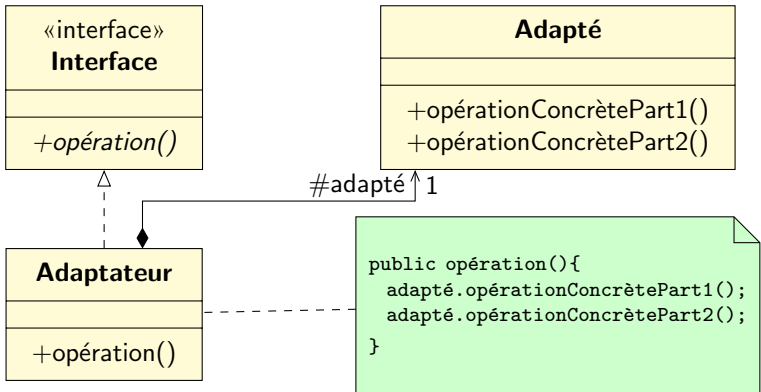 «interface»
Interface
+opération()
Adapté
+opérationConcrètePart1()
+opérationConcrètePart2()
#adapté 1
Adaptateur
+opération()
public opération(){
adapté.opérationConcrètePart1();
adapté.opérationConcrètePart2();
}